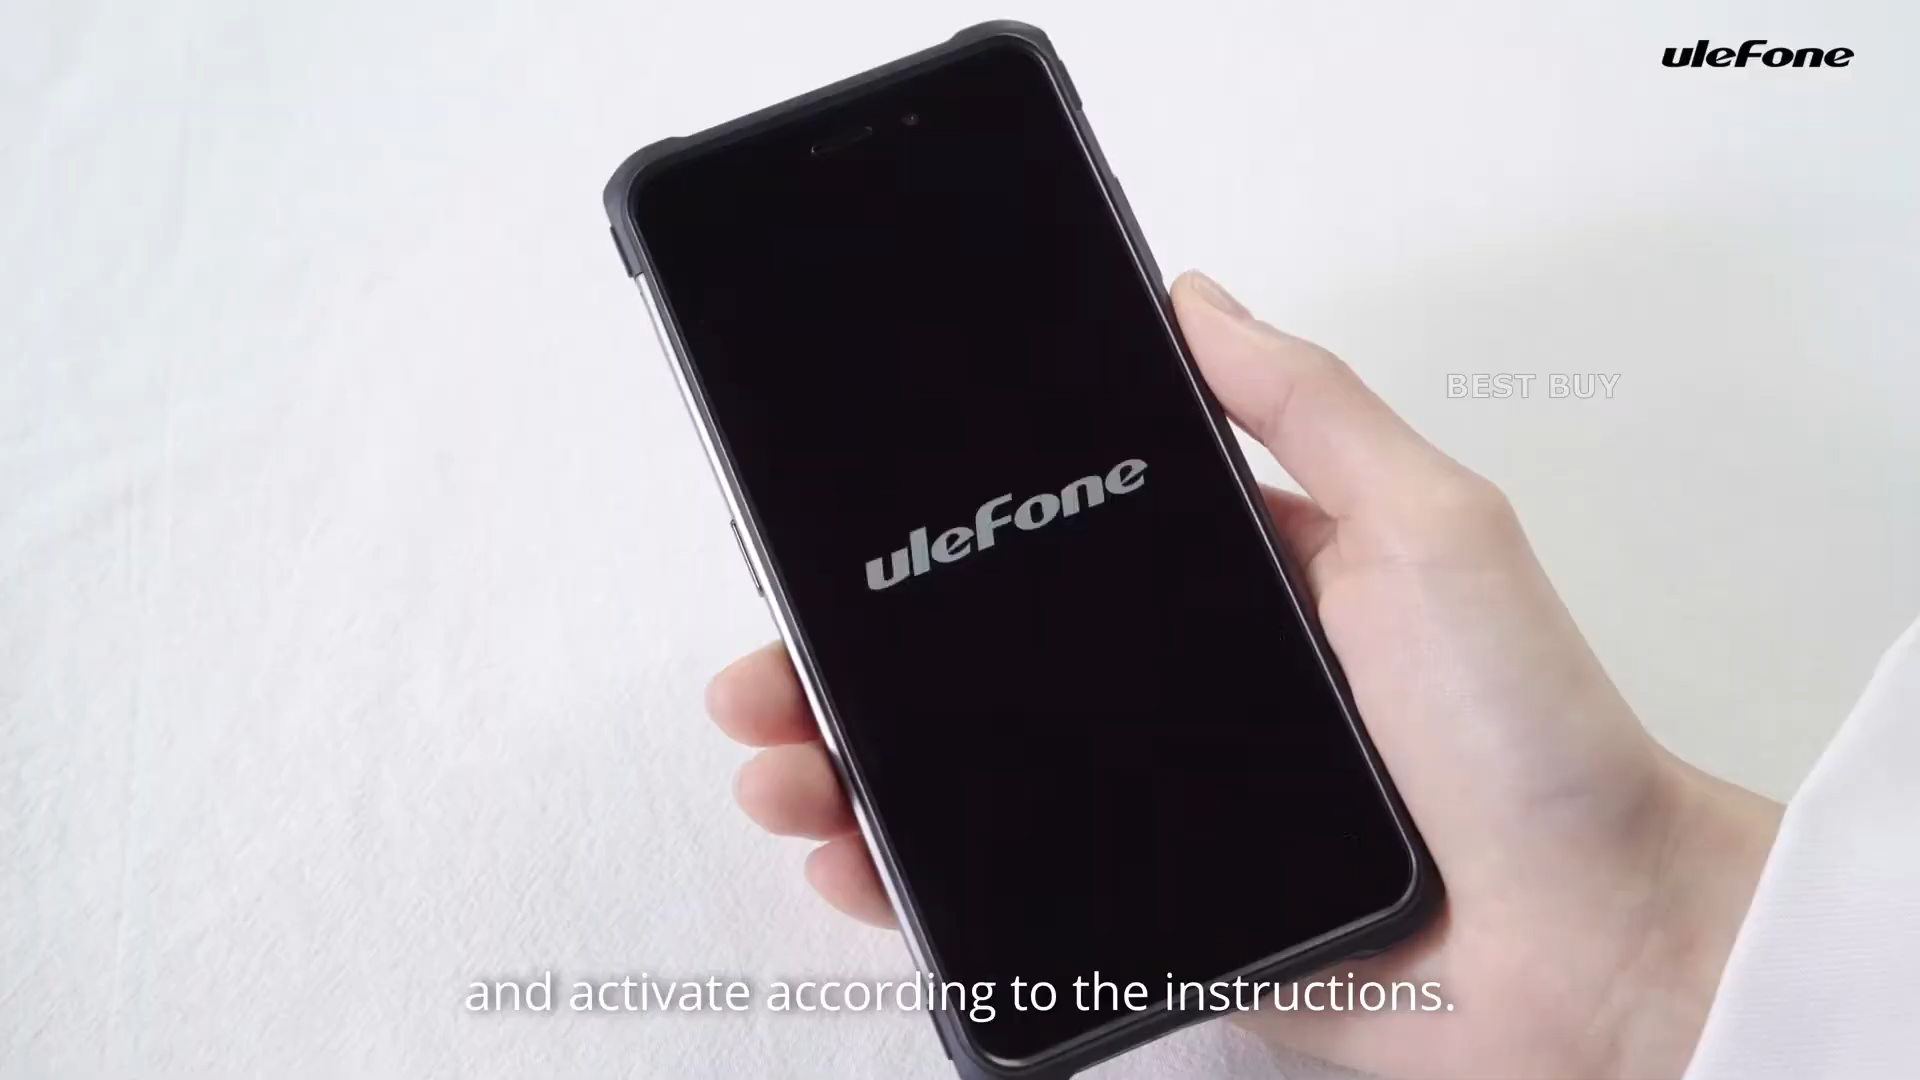 uleFone
BEST BUY
uleFone
and activate according to the instructions.